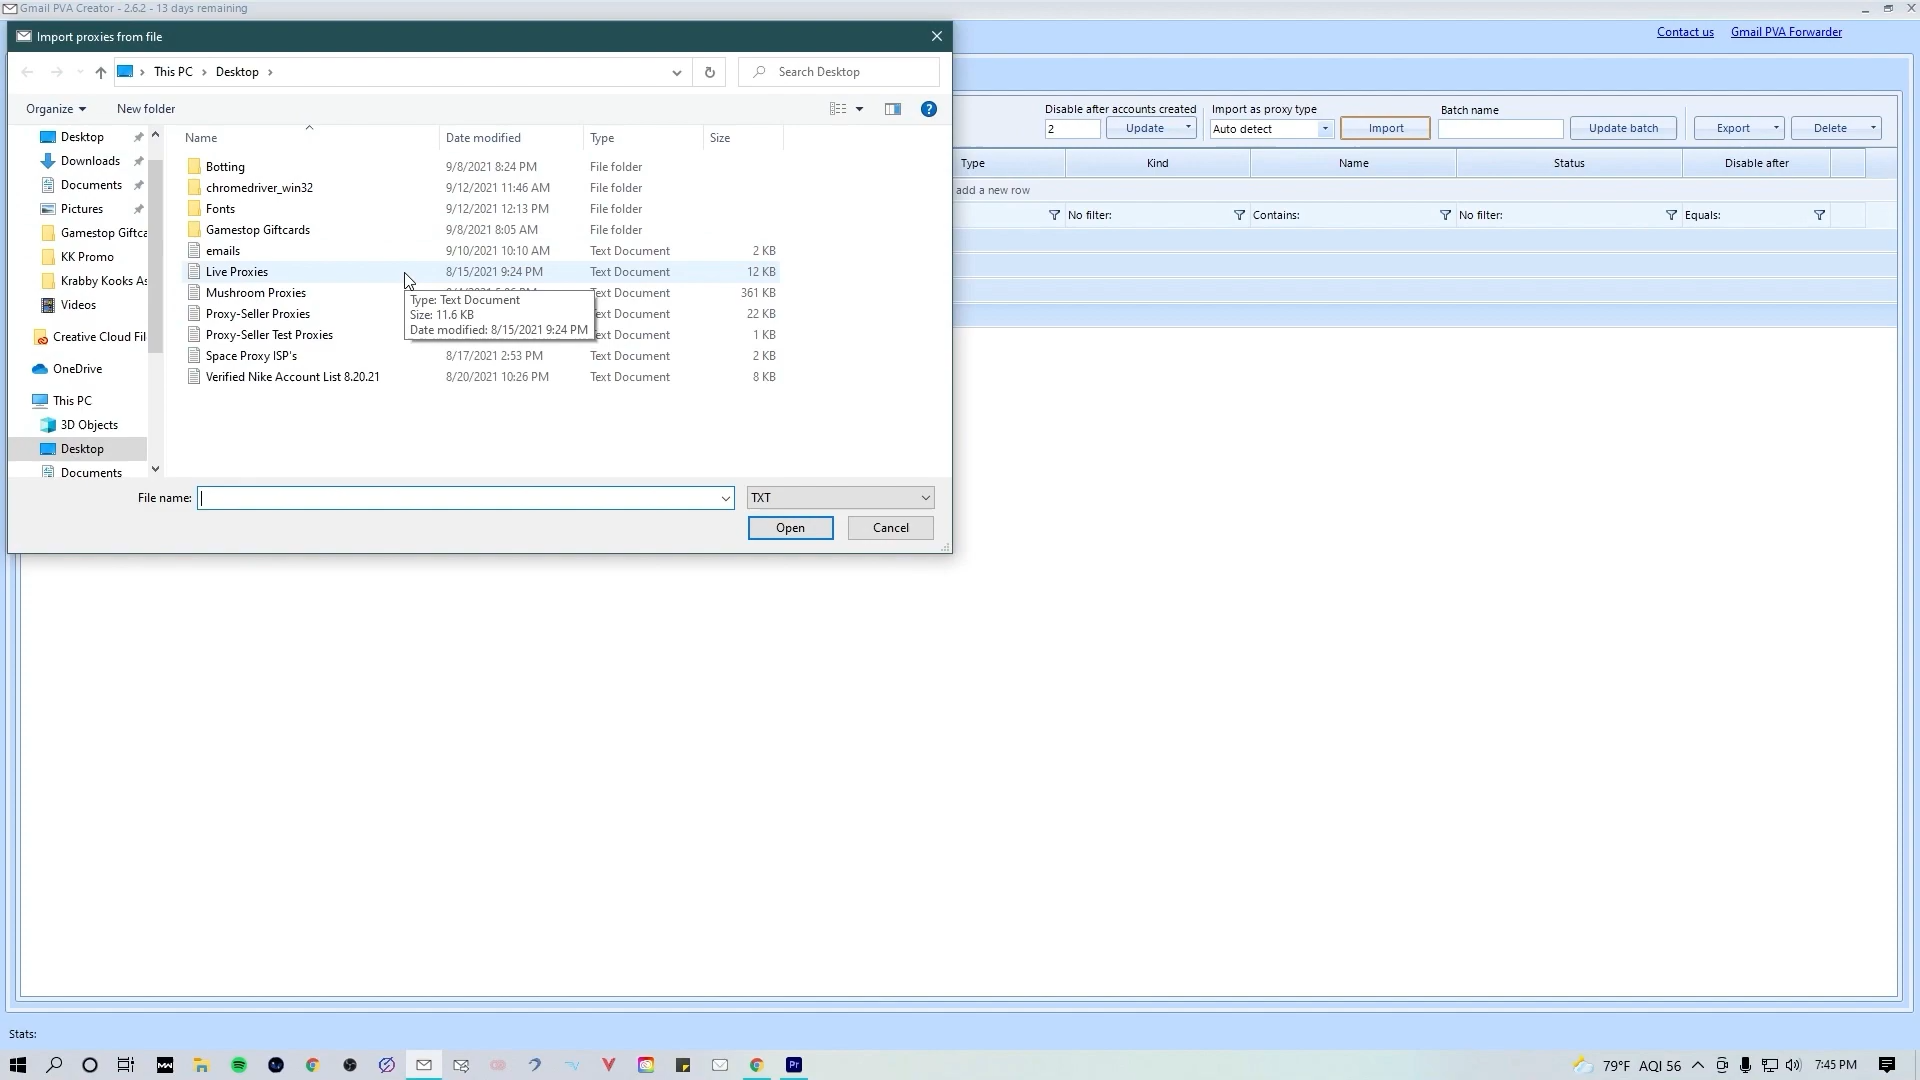 Gmail PVA Creator - 2.6.2 - 13 days remaining
Import proxies from file
Contact us Gmail PVA Forwarder
This PC Desktop
Search Desktop
Organize New folder
Disable after accounts created Import as proxy type Batch name
2 Update Auto detect Import Update batch Export Delete
Name Date modified Type Size
Type Kind Name Status Disable after
add a new row
No filter: Contains: No filter: Equals:
Desktop
Downloads
Documents
Pictures
Gamestop Giftca
KK Promo
Krabby Kooks As
Videos
Creative Cloud Fil
OneDrive
This PC
3D Objects
Desktop
Documents
Botting 9/8/2021 8:24 PM File folder
chromedriver_win32 9/12/2021 11:46 AM File folder
Fonts 9/12/2021 12:13 PM File folder
Gamestop Giftcards 9/8/2021 8:05 AM File folder
emails 9/10/2021 10:10 AM Text Document 2 KB
Live Proxies 8/15/2021 9:24 PM Text Document 12 KB
Mushroom Proxies ext Document 361 KB
Proxy-Seller Proxies ext Document 22 KB
Proxy-Seller Test Proxies ext Document 1 KB
Space Proxy ISP's 8/17/2021 2:53 PM Text Document 2 KB
Verified Nike Account List 8.20.21 8/20/2021 10:26 PM Text Document 8 KB
Type: Text Document
Size: 11.6 KB
Date modified: 8/15/2021 9:24 PM
File name: TXT
Open Cancel
Stats:
MW
Pr
79°F AQI 56 7:45 PM